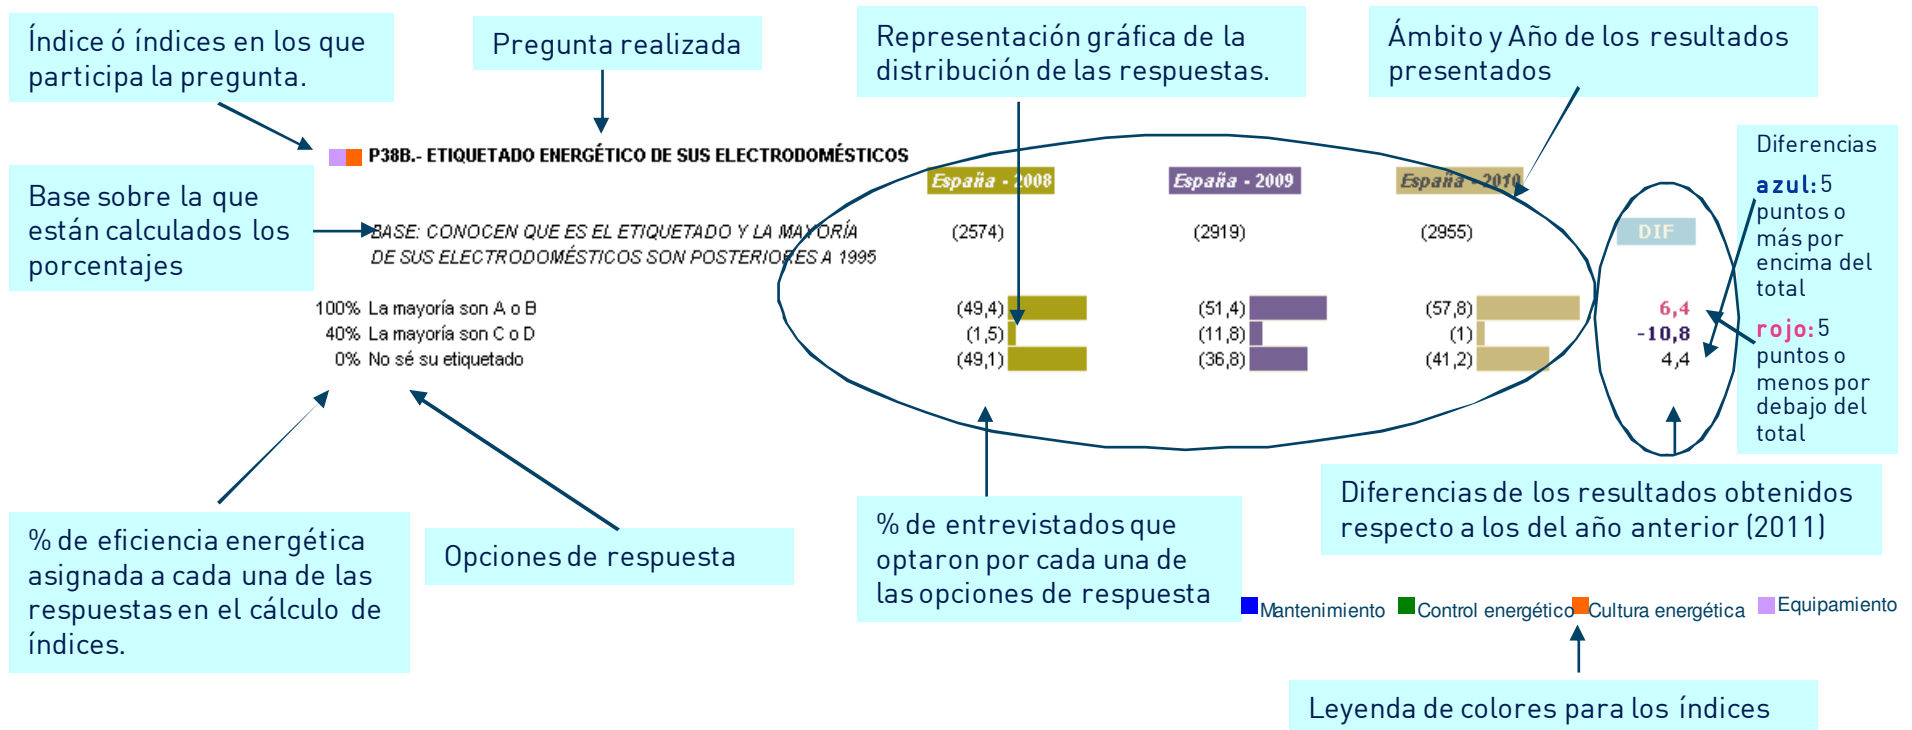 Índice ó índices en los que
participa la pregunta.
Pregunta realizada
Representación gráfica de la
distribución de las respuestas.
Ámbito y Año de los resultados
presentados
P38B.- ETIQUETADO ENERGÉTICO DE SUS ELECTRODOMÉSTICOS
España - 2008
España - 2009
España - 2010
Diferencias
azul: 5
puntos o
más por
encima del
total
rojo: 5
puntos o
menos por
debajo del
total
Base sobre la que
están calculados los
porcentajes
BASE: CONOCEN QUE ES EL ETIQUETADO Y LA MAYORÍA
DE SUS ELECTRODOMÉSTICOS SON POSTERIORES A 1995
(2574)
(2919)
(2955)
DIF
100% La mayoría son A o B
(49,4)
(51,4)
(57,8)
6,4
40% La mayoría son C o D
(1,5)
(11,8)
(1)
-10,8
0% No sé su etiquetado
(49,1)
(36,8)
(41,2)
4,4
% de eficiencia energética
asignada a cada una de las
respuestas en el cálculo de
índices.
Opciones de respuesta
% de entrevistados que
optaron por cada una de
las opciones de respuesta
Diferencias de los resultados obtenidos
respecto a los del año anterior (2011)
Mantenimiento Control energético Cultura energética Equipamiento
Leyenda de colores para los índices